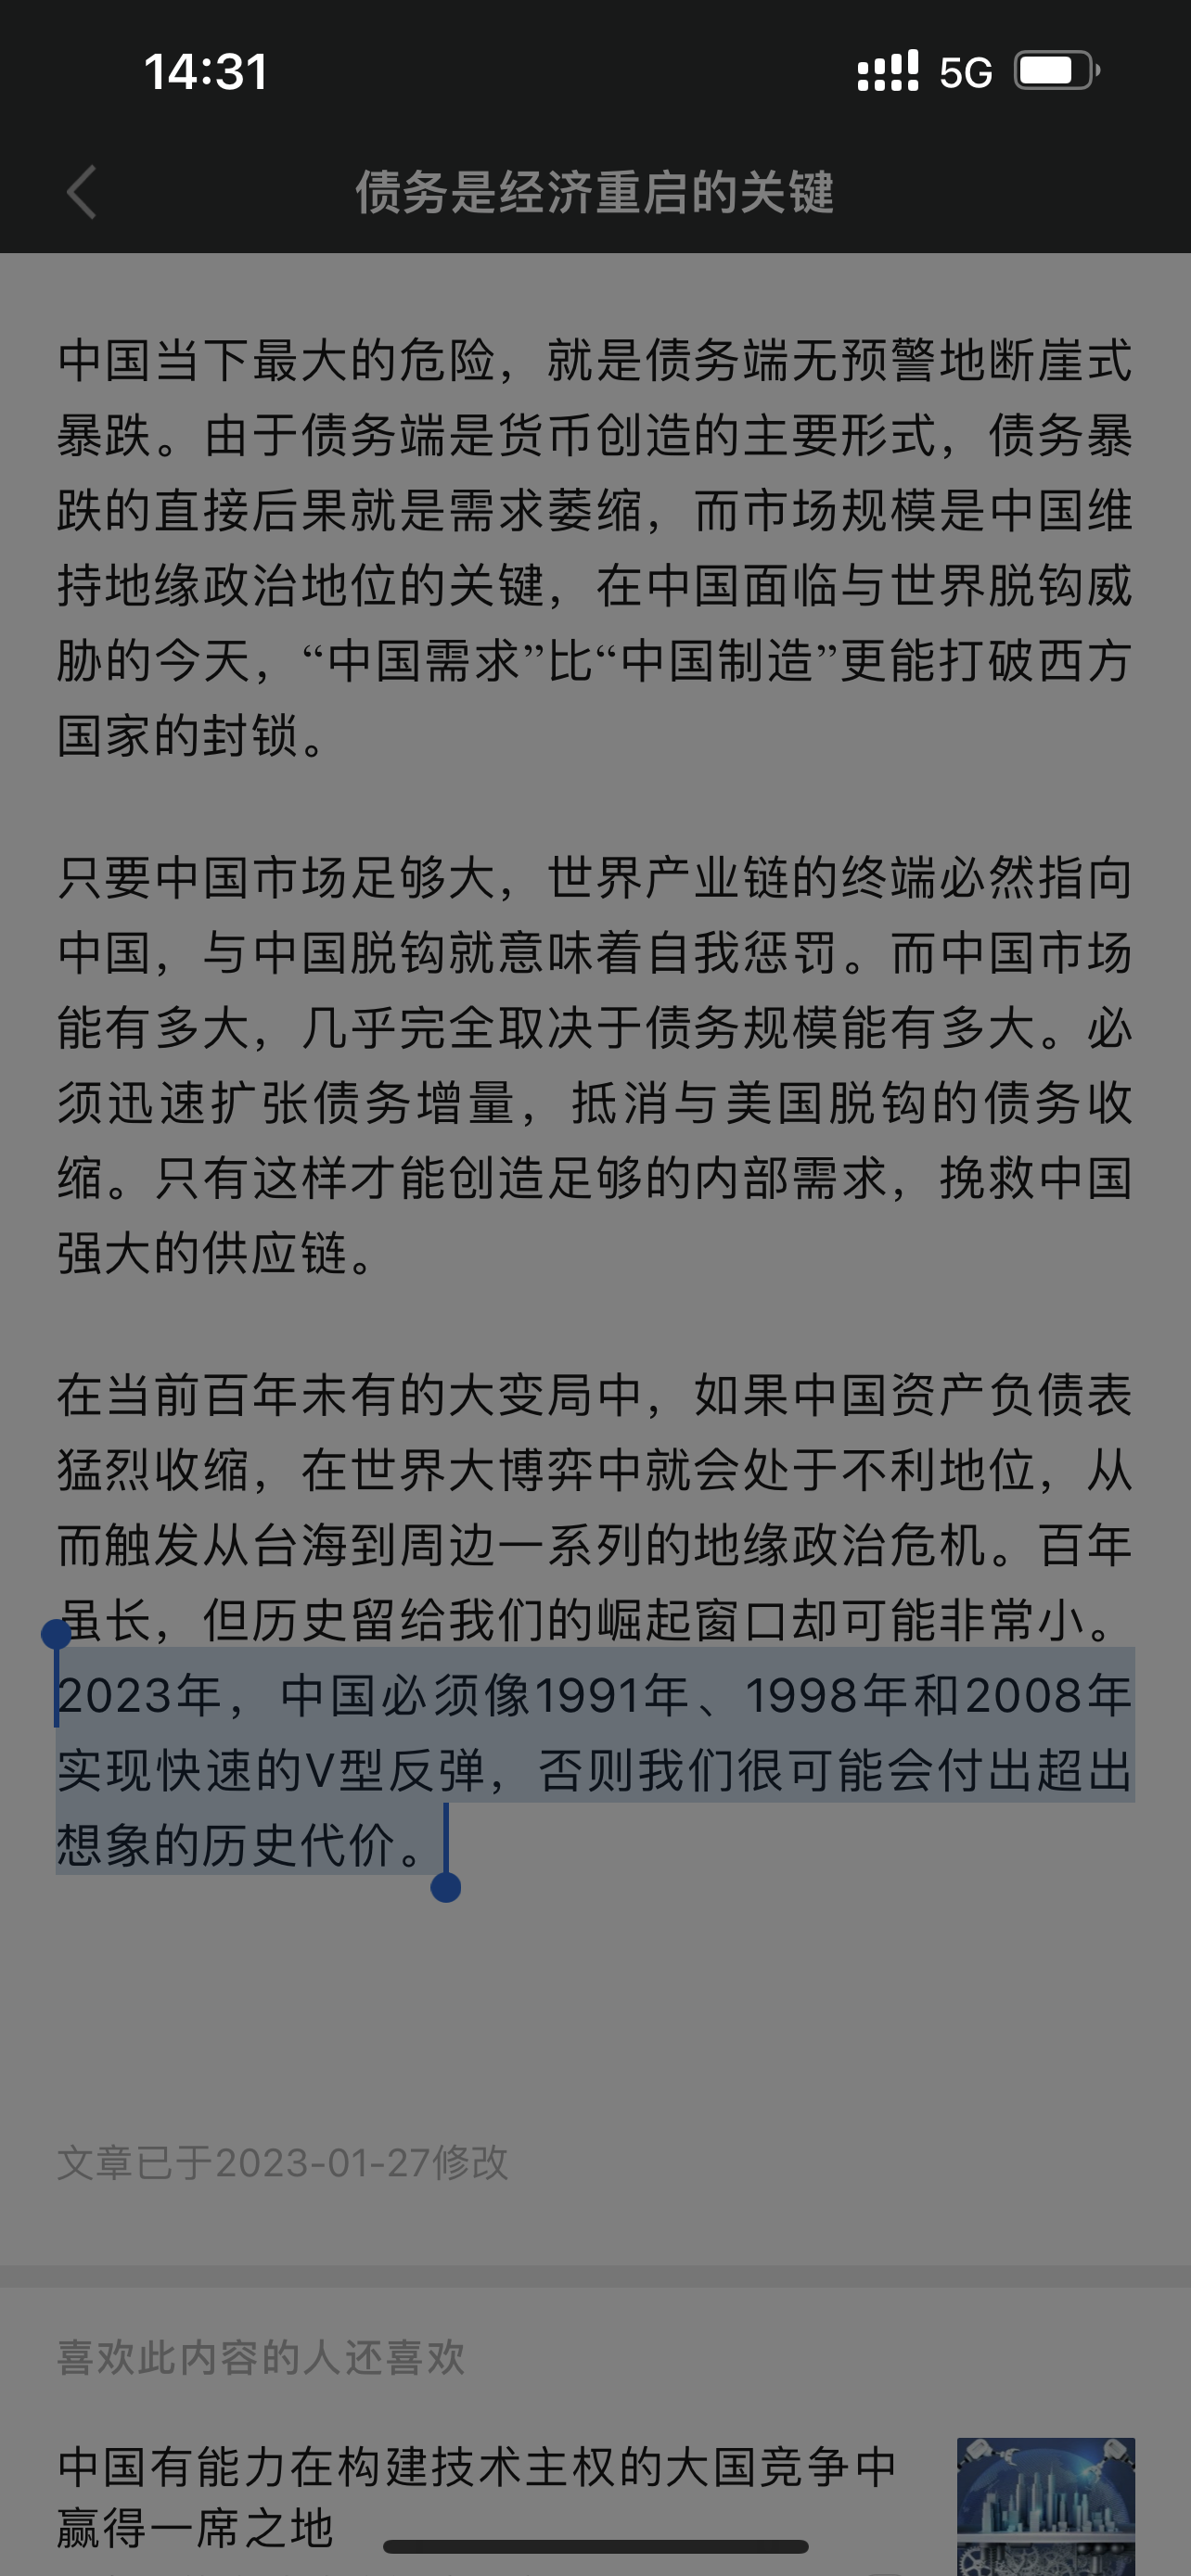 14:31
5G
债务是经济重启的关键
中国当下最大的危险，就是债务端无预警地断崖式
暴跌。由于债务端是货币创造的主要形式，债务暴
跌的直接后果就是需求萎缩，而市场规模是中国维
持地缘政治地位的关键，在中国面临与世界脱钩威
胁的今天，“中国需求”比“中国制造”更能打破西方
国家的封锁。
只要中国市场足够大，世界产业链的终端必然指向
中国，与中国脱钩就意味着自我惩罚。而中国市场
能有多大，几乎完全取决于债务规模能有多大。必
须迅速扩张债务增量，抵消与美国脱钩的债务收
缩。只有这样才能创造足够的内部需求，挽救中国
强大的供应链。
在当前百年未有的大变局中，如果中国资产负债表
猛烈收缩，在世界大博弈中就会处于不利地位，从
而触发从台海到周边一系列的地缘政治危机。百年
虽长，但历史留给我们的崛起窗口却可能非常小。
2023年，中国必须像1991年、1998年和2008年
实现快速的V型反弹，否则我们很可能会付出超出
想象的历史代价。
文章已于2023-01-27修改
喜欢此内容的人还喜欢
中国有能力在构建技术主权的大国竞争中
赢得一席之地